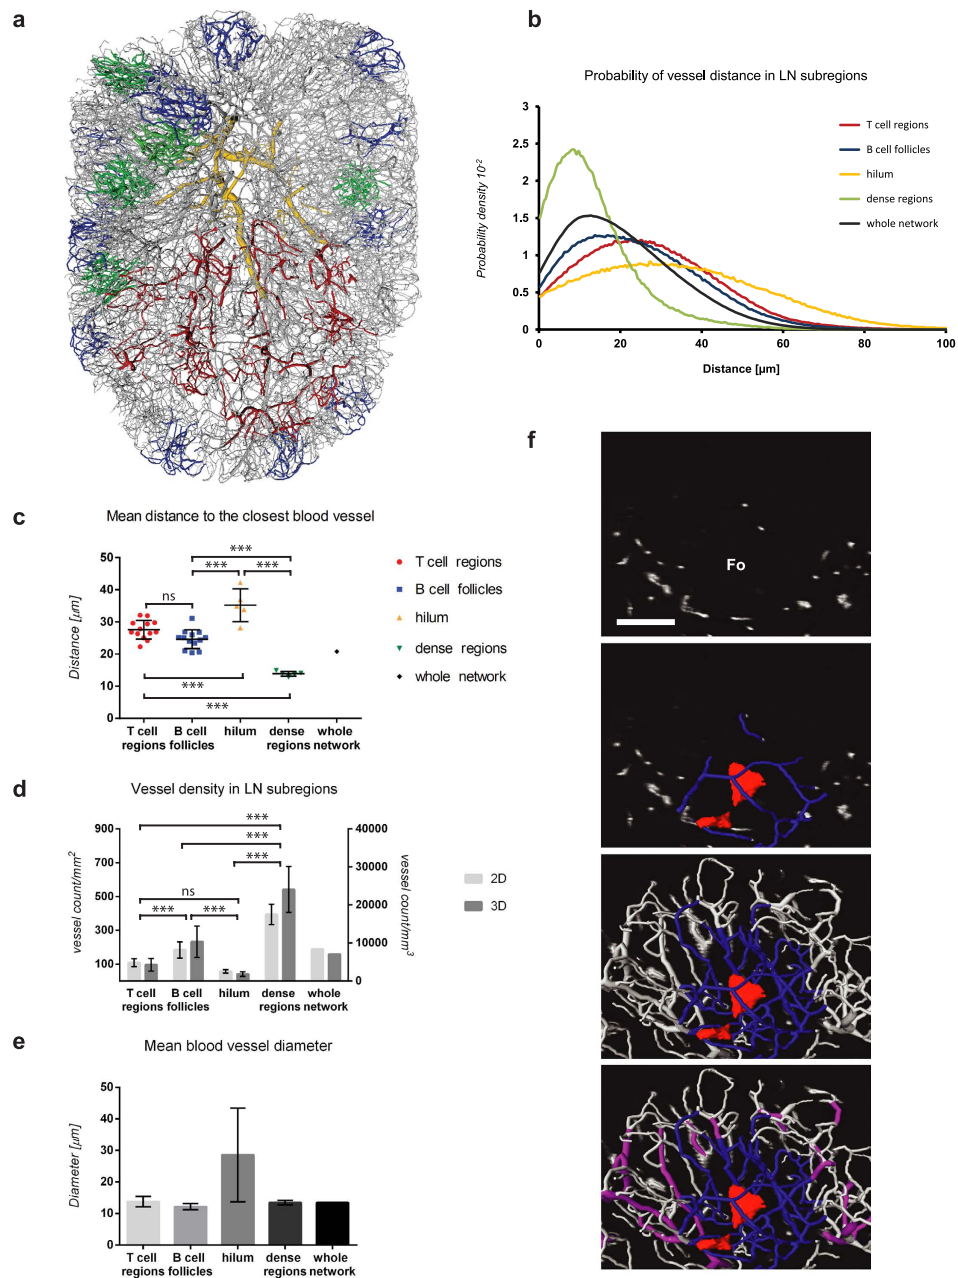 a
b
Probability of vessel distance in LN subregions
3
2.5
2
1.5
1
0.5
0
Probability density 10-2
T cell regions
B cell follicles
hilum
dense regions
whole network
0 20 40 60 80 100
Distance [µm]
c
Mean distance to the closest blood vessel
50
40
30
20
10
0
Distance [µm]
***
*** ***
ns
***
***
T cell regions
B cell follicles
hilum
dense regions
whole network
T cell B cell hilum dense whole
regions follicles regions network
d
Vessel density in LN subregions
900
700
500
300
100
vessel count/mm2
***
***
***
ns
*** ***
40000
30000
20000
10000
0
vessel count/mm3
2D
3D
T cell B cell hilum dense whole
regions follicles regions network
e
Mean blood vessel diameter
50
40
30
20
10
0
Diameter [µm]
T cell B cell hilum dense whole
regions follicles regions network
f
Fo